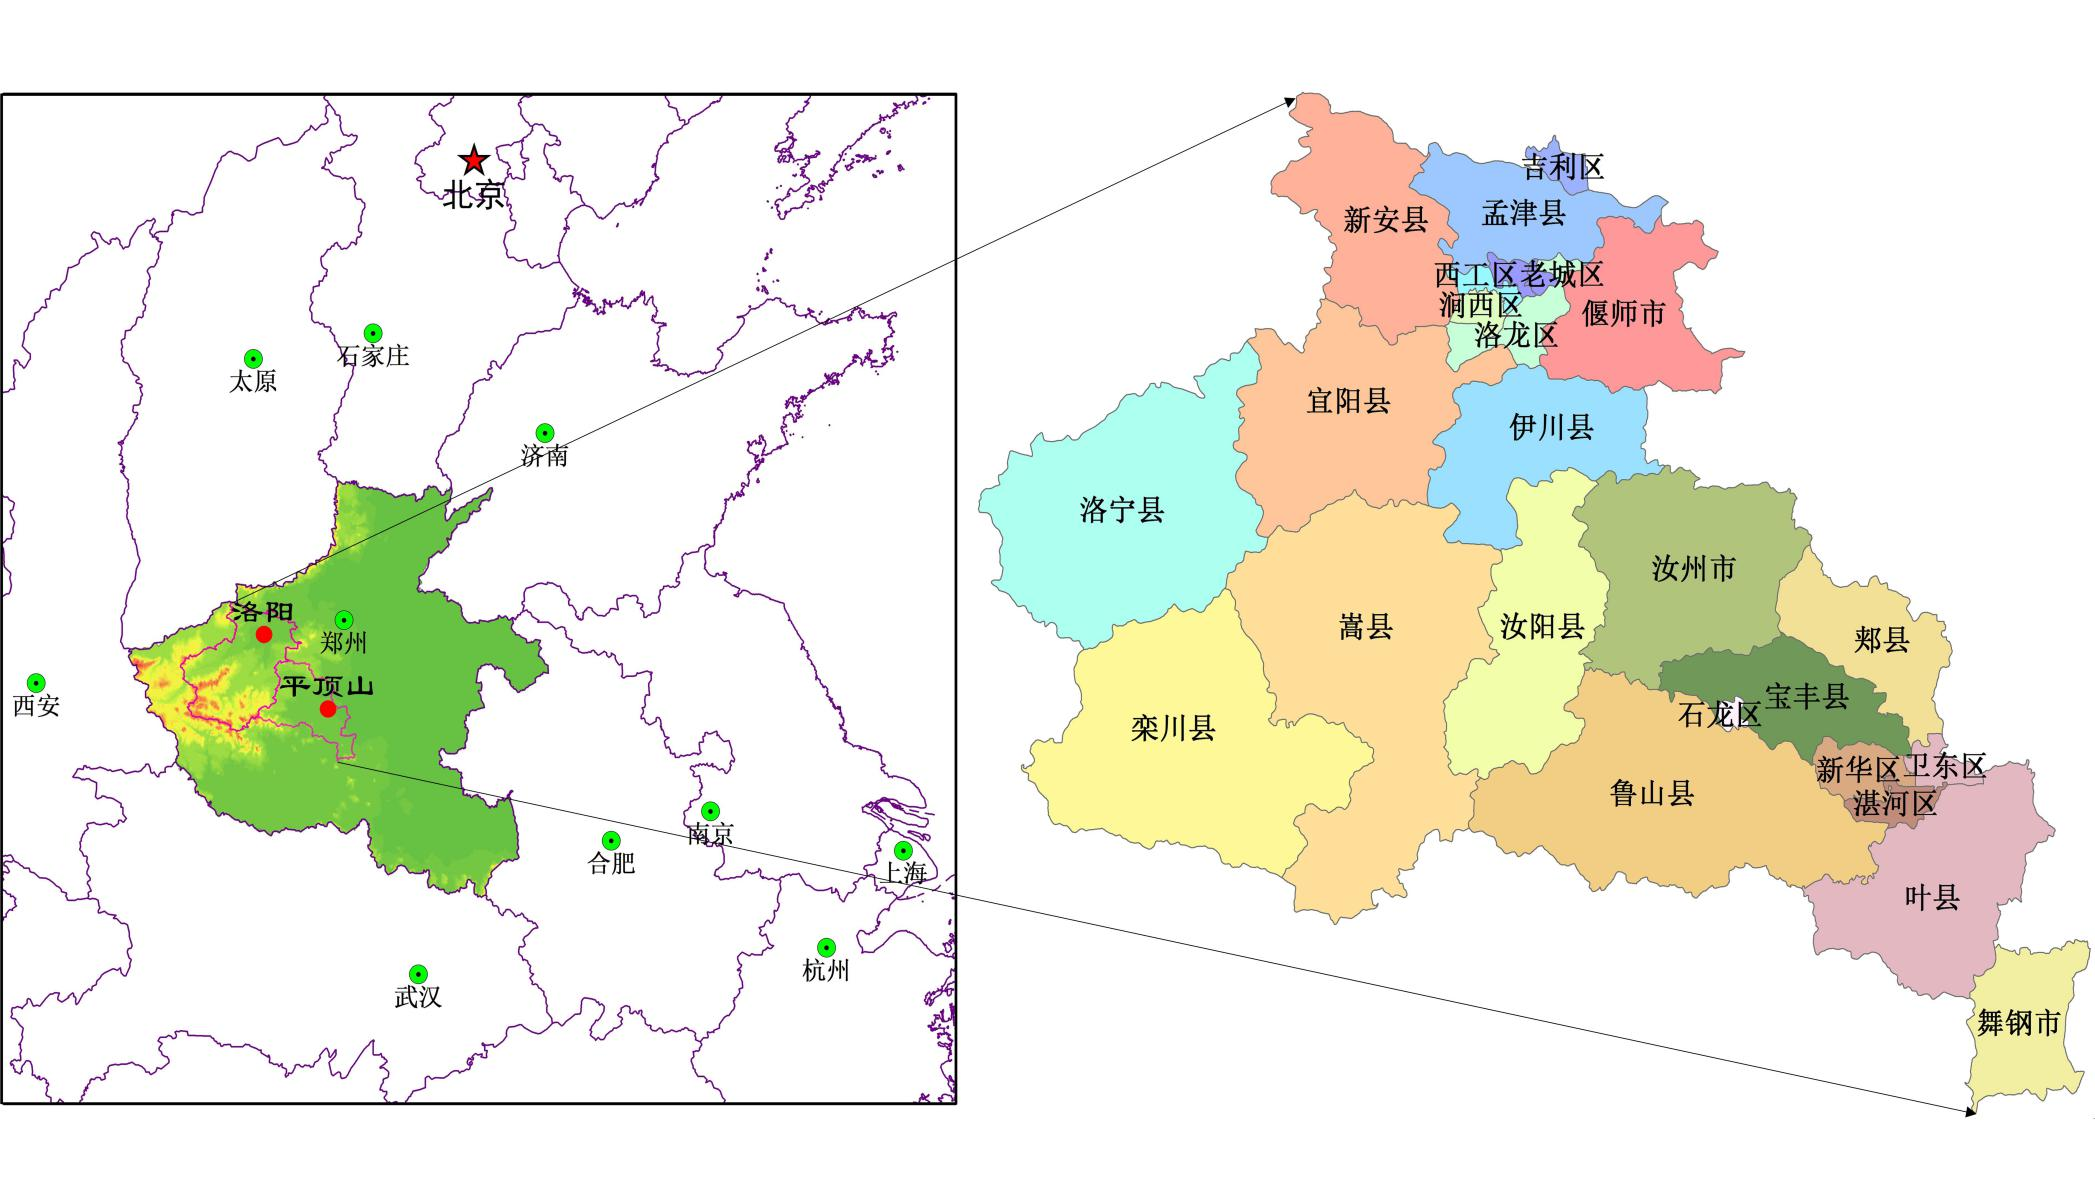 北京
石家庄
太原
济南
洛阳
郑州
平顶山
西安
南京
合肥
上海
杭州
武汉
吉利区
孟津县
新安县
西工区
老城区
涧西区
偃师市
洛龙区
宜阳县
伊川县
洛宁县
汝州市
嵩县
汝阳县
郏县
宝丰县
石龙区
栾川县
新华区
卫东区
鲁山县
湛河区
叶县
舞钢市